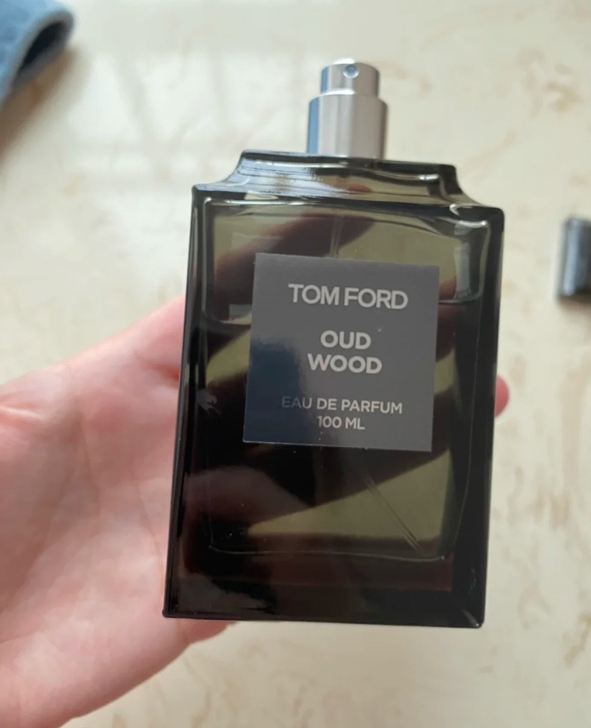 TOM FORD
OUD
WOOD
EAU DE PARFUM
100 ML